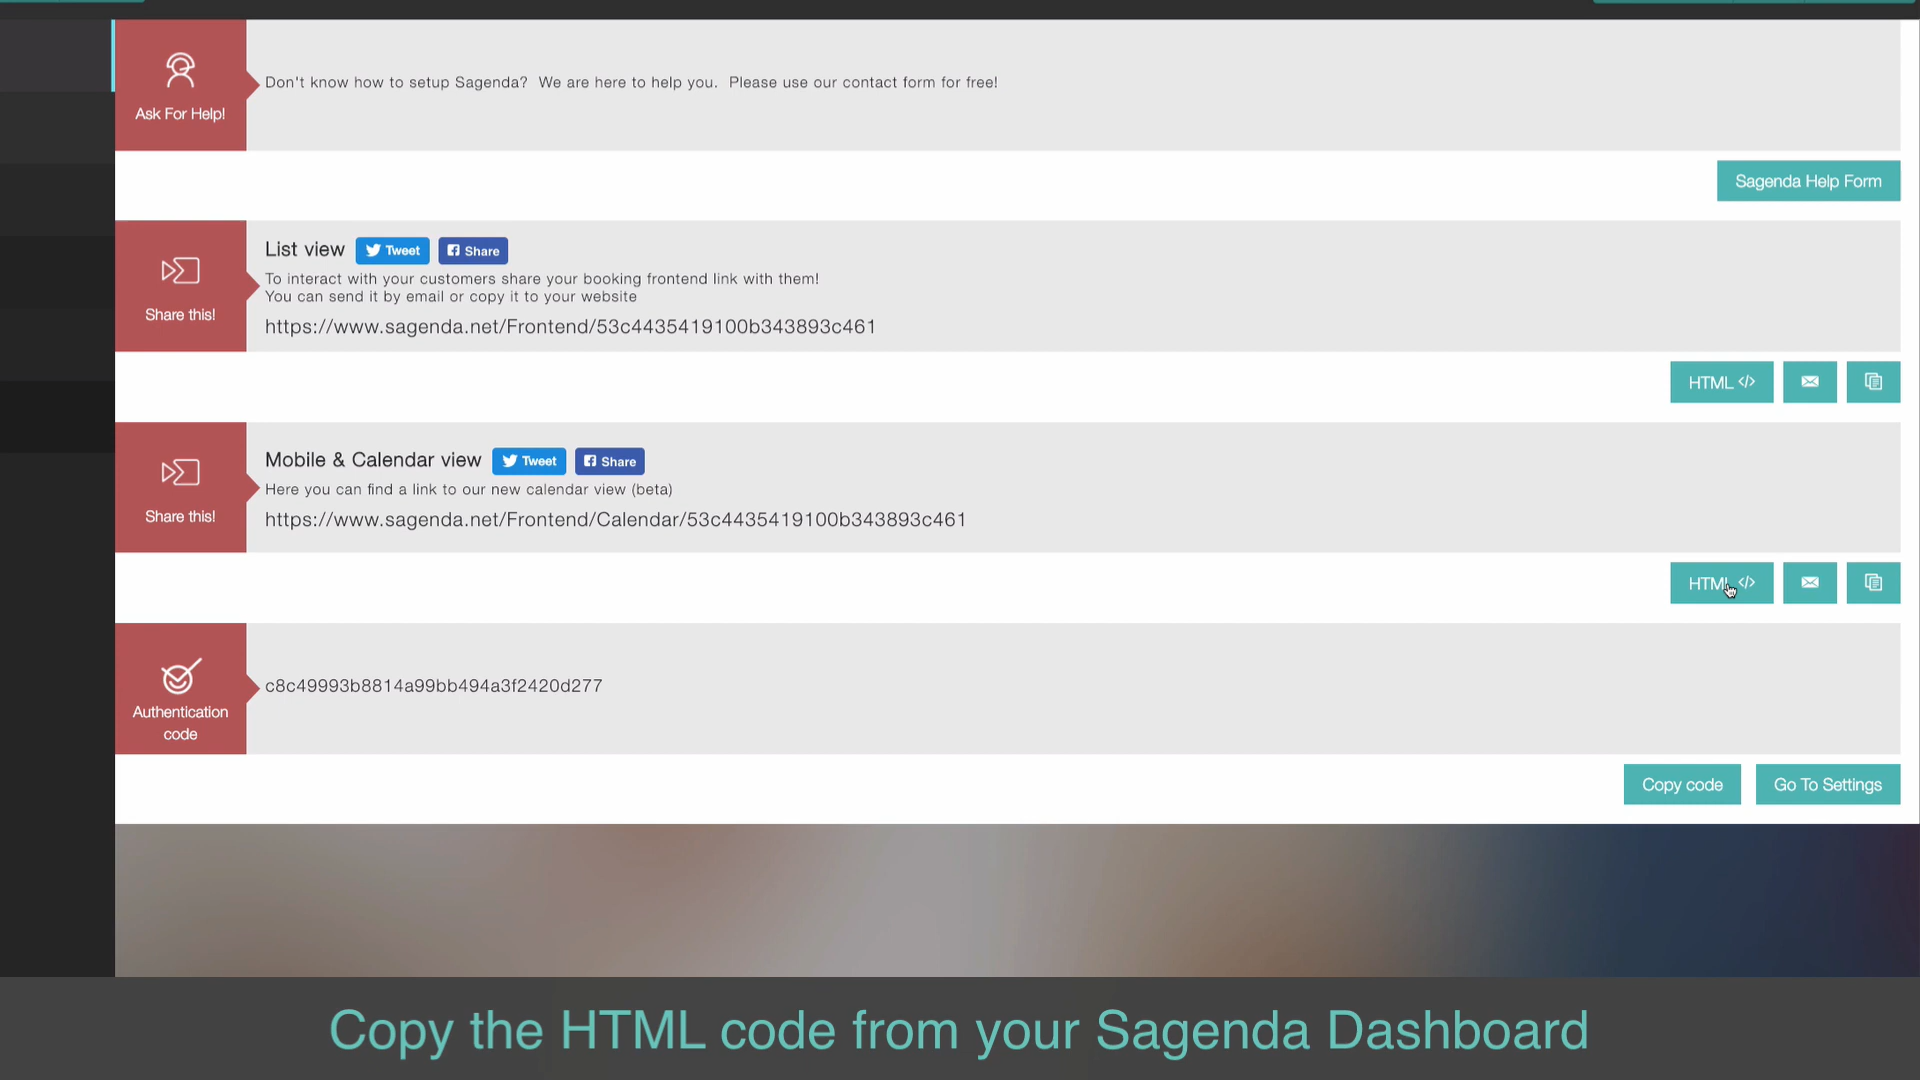 Ask For Help!
Don't know how to setup Sagenda? We are here to help you. Please use our contact form for free!
Sagenda Help Form
Share this!
List view Tweet Share
To interact with your customers share your booking frontend link with them!
You can send it by email or copy it to your website
https://www.sagenda.net/Frontend/53c4435419100b343893c461
HTML </>
Share this!
Mobile & Calendar view Tweet Share
Here you can find a link to our new calendar view (beta)
https://www.sagenda.net/Frontend/Calendar/53c4435419100b343893c461
HTML </>
Authentication
code
c8c49993b8814a99bb494a3f2420d277
Copy code Go To Settings
Copy the HTML code from your Sagenda Dashboard